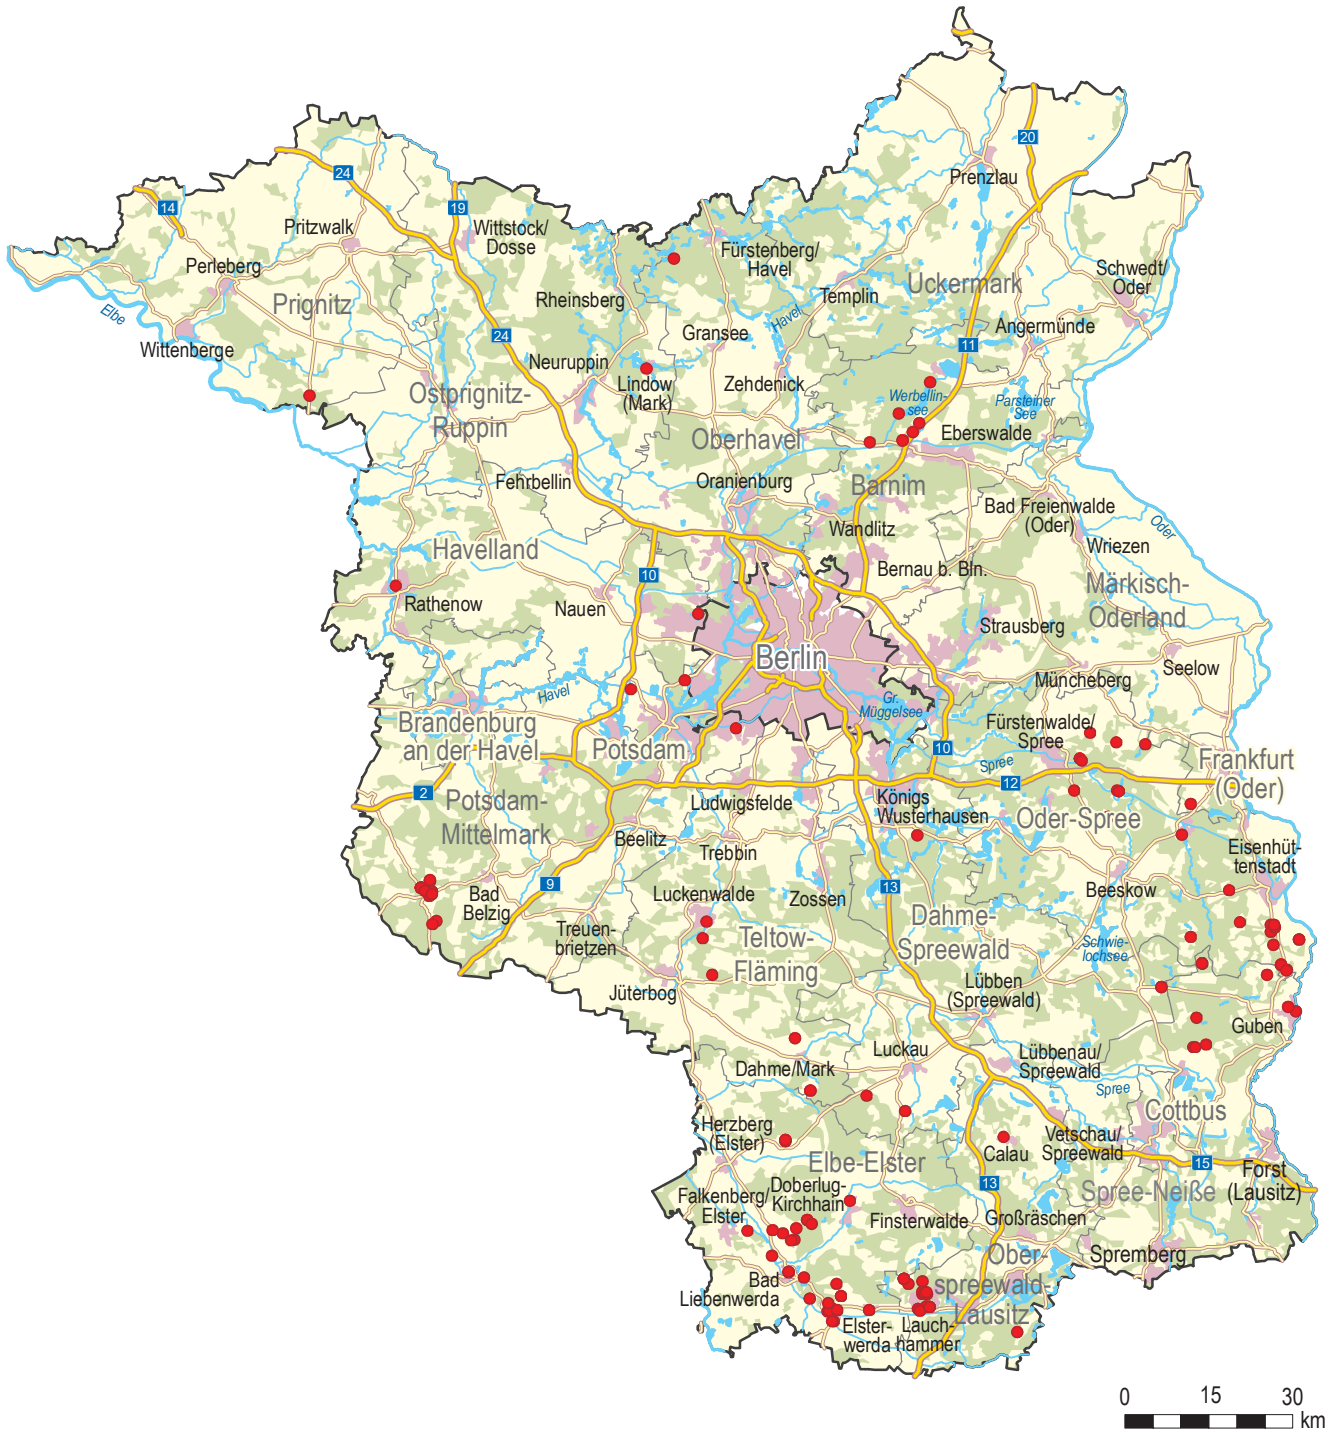 20
Prenzlau
24
14
19
Pritzwalk
Wittstock/
Dosse
Fürstenberg/
Havel
Perleberg
Schwedt/
Oder
Uckermark
Templin
Prignitz
Rheinsberg
Elbe
Havel
Angermünde
Gransee
24
11
Wittenberge
Neuruppin
Lindow
(Mark)
Zehdenick
Werbellin-
see
Parsteiner
See
Ostprignitz-
Ruppin
Oberhavel
Eberswalde
Fehrbellin
Oranienburg
Barnim
Bad Freienwalde
(Oder)
Oder
Wandlitz
Havelland
Wriezen
10
Bernau b. Bln.
Märkisch-
Oderland
Rathenow
Nauen
Strausberg
Berlin
Seelow
Müncheberg
Havel
Gr.
Müggelsee
Brandenburg
an der Havel
Potsdam
Fürstenwalde/
Spree
10
Spree
Frankfurt
(Oder)
12
2
Potsdam-
Mittelmark
Ludwigsfelde
Königs
Wusterhausen
Oder-Spree
Beelitz
Trebbin
Eisenhüt-
tenstadt
9
13
Bad
Belzig
Luckenwalde
Zossen
Beeskow
Dahme-
Spreewald
Treuen-
brietzen
Teltow-
Fläming
Schwie-
lochsee
Jüterbog
Lübben
(Spreewald)
Guben
Luckau
Lübbenau/
Spreewald
Dahme/Mark
Spree
Cottbus
Herzberg
(Elster)
Vetschau/
Spreewald
Calau
Elbe-Elster
15
Forst
(Lausitz)
13
Spree-Neiße
Falkenberg/
Elster
Doberlug-
Kirchhain
Finsterwalde
Großräschen
Spremberg
Ober-
spreewald-
Lausitz
Bad
Liebenwerda
Elster-
werda
Lauch-
hammer
0
15
30
km